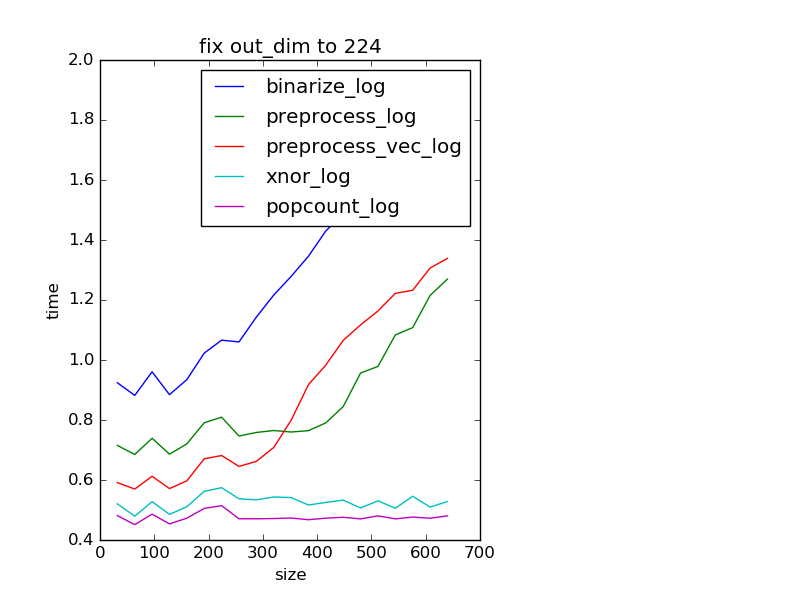 fix out_dim to 224
2.0
1.8
1.6
1.4
1.2
1.0
0.8
0.6
0.4
time
binarize_log
preprocess_log
preprocess_vec_log
xnor_log
popcount_log
0 100 200 300 400 500 600 700
size